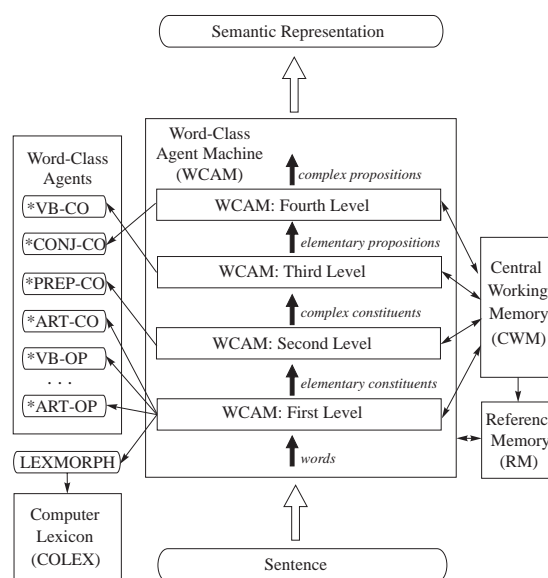 Semantic Representation
Word-Class
Agent Machine
(WCAM)
Word-Class
Agents
complex propositions
*VB-CO
WCAM: Fourth Level
*CONJ-CO
elementary propositions
WCAM: Third Level
*PREP-CO
Central
Working
Memory
(CWM)
complex constituents
*ART-CO
WCAM: Second Level
*VB-OP
elementary constituents
. . .
*ART-OP
WCAM: First Level
Reference
Memory
(RM)
LEXMORPH
words
Computer
Lexicon
(COLEX)
Sentence